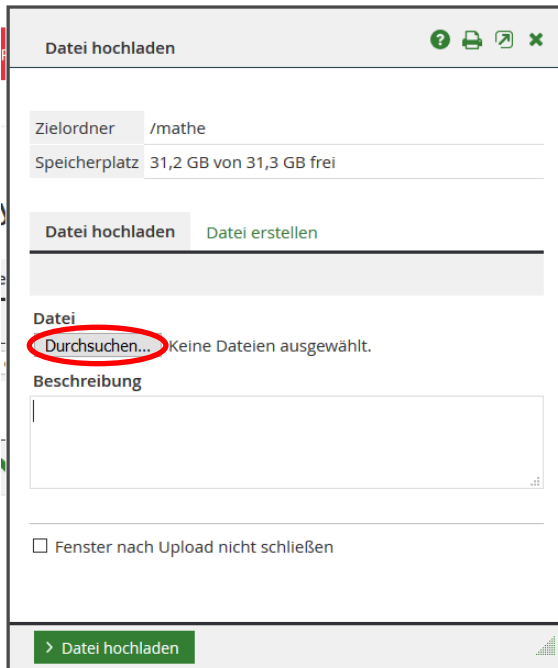 Datei hochladen
Zielordner /mathe
Speicherplatz 31,2 GB von 31,3 GB frei
Datei hochladen Datei erstellen
Datei
Durchsuchen... Keine Dateien ausgewählt.
Beschreibung
Fenster nach Upload nicht schließen
> Datei hochladen